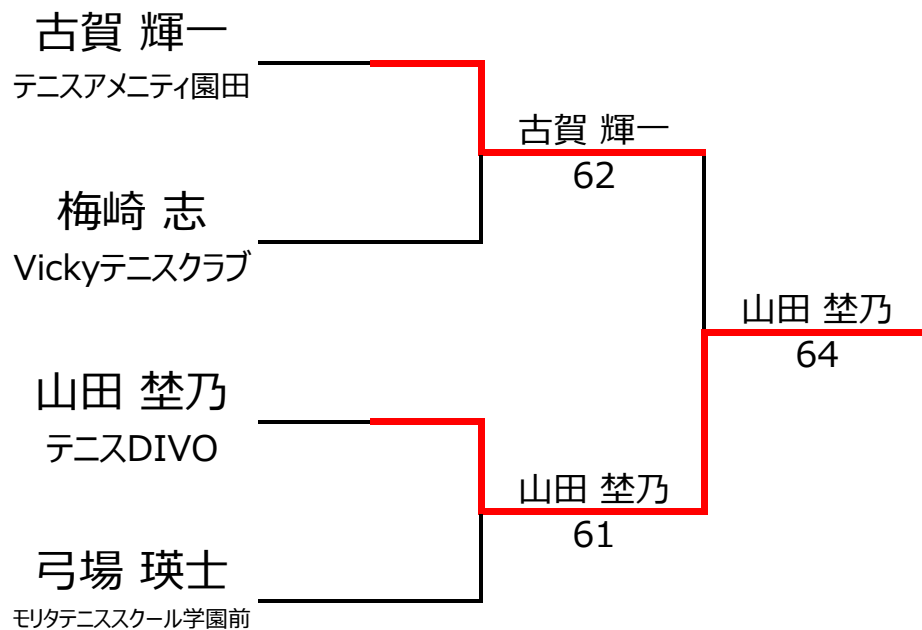 古賀 輝一
テニスアメニティ園田
古賀 輝一
62
梅崎 志
Vickyテニスクラブ
山田 埜乃
64
山田 埜乃
テニスDIVO
山田 埜乃
61
弓場 瑛士
モリタテニススクール学園前